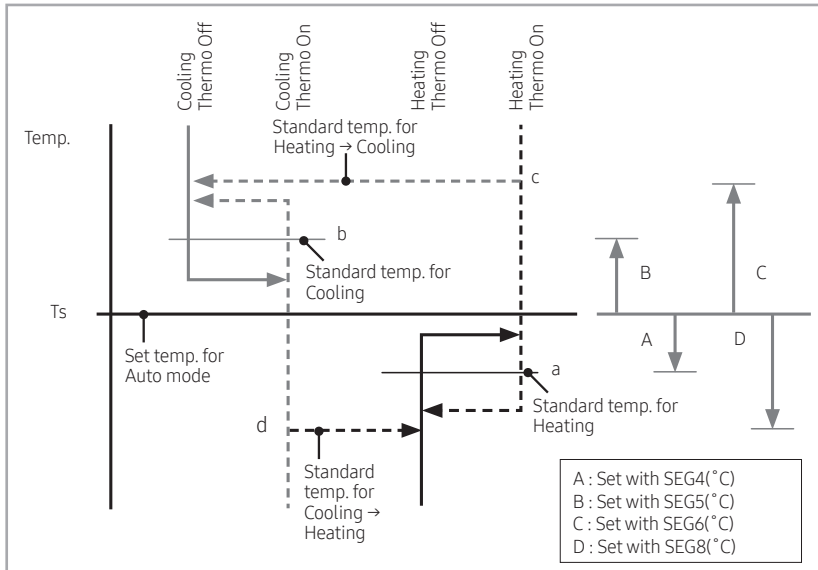 Cooling
Thermo Off
Cooling
Thermo On
Heating
Thermo Off
Heating
Thermo On
Temp.
Standard temp. for
Heating → Cooling
c
b
Standard temp. for
Cooling
B
C
Ts
A
D
Set temp. for
Auto mode
a
Standard temp. for
Heating
d
Standard
temp. for
Cooling →
Heating
A : Set with SEG4(˚C)
B : Set with SEG5(˚C)
C : Set with SEG6(˚C)
D : Set with SEG8(˚C)